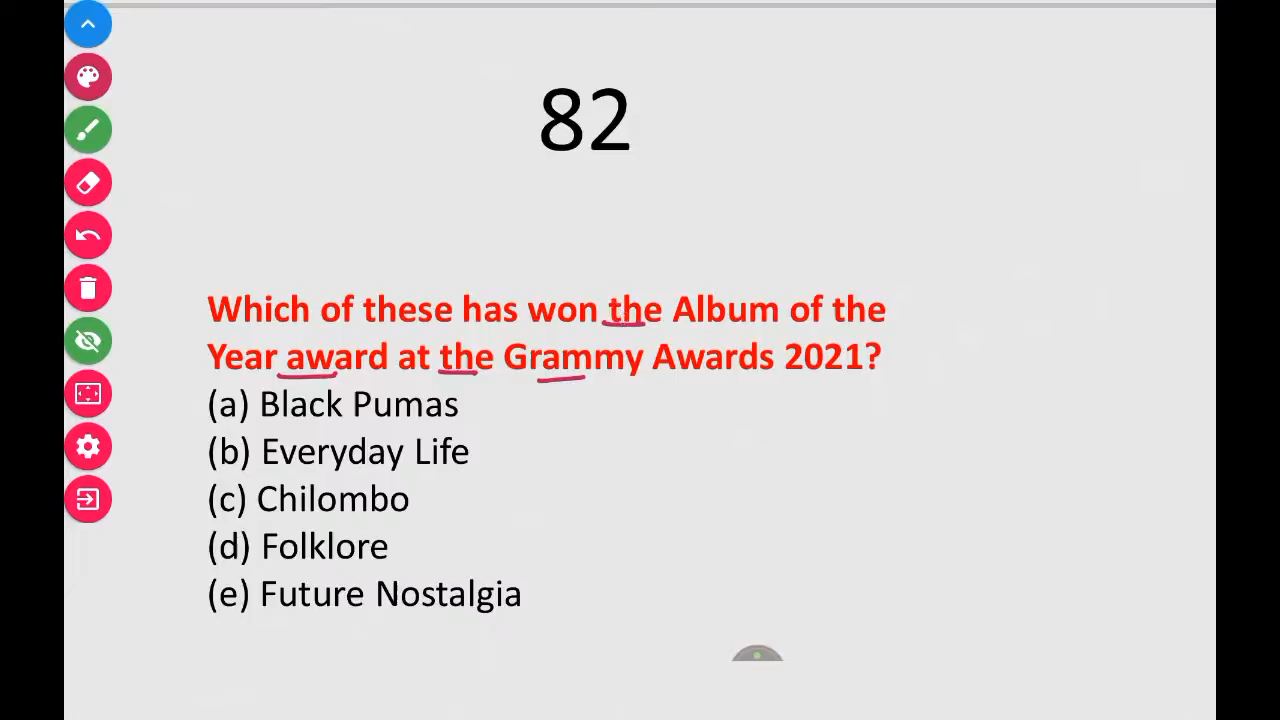 82
Which of these has won the Album of the
Year award at the Grammy Awards 2021?
(a) Black Pumas
(b) Everyday Life
(c) Chilombo
(d) Folklore
(e) Future Nostalgia